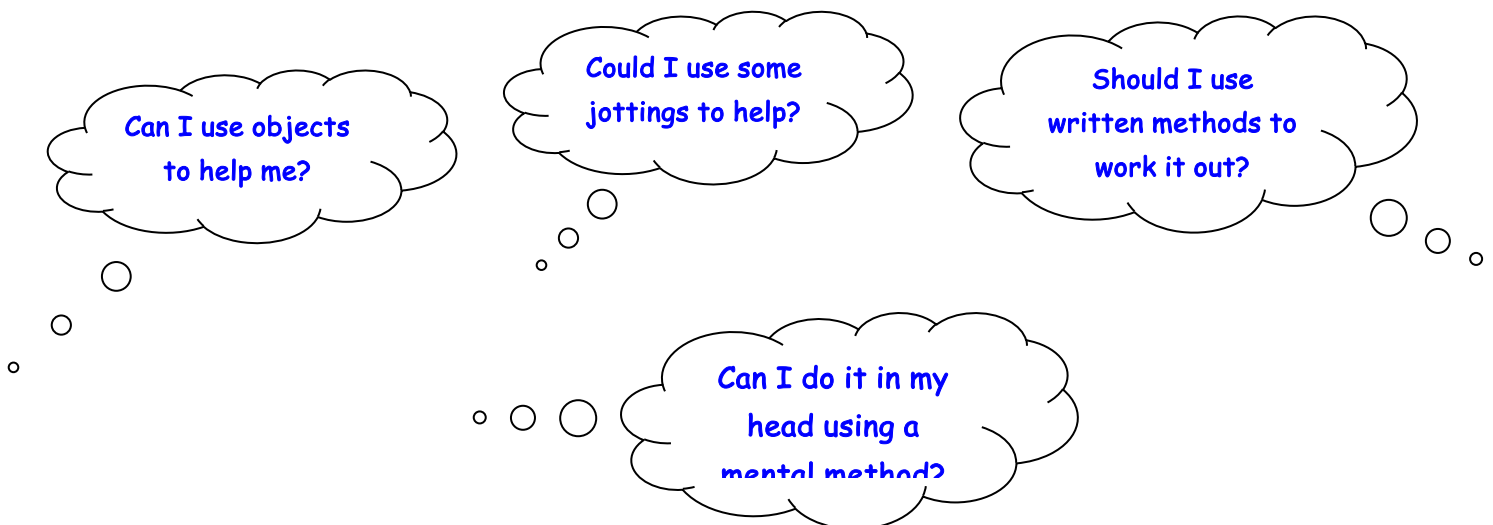 Can I use objects
to help me?
Could I use some
jottings to help?
Should I use
written methods to
work it out?
Can I do it in my
head using a
mental method?